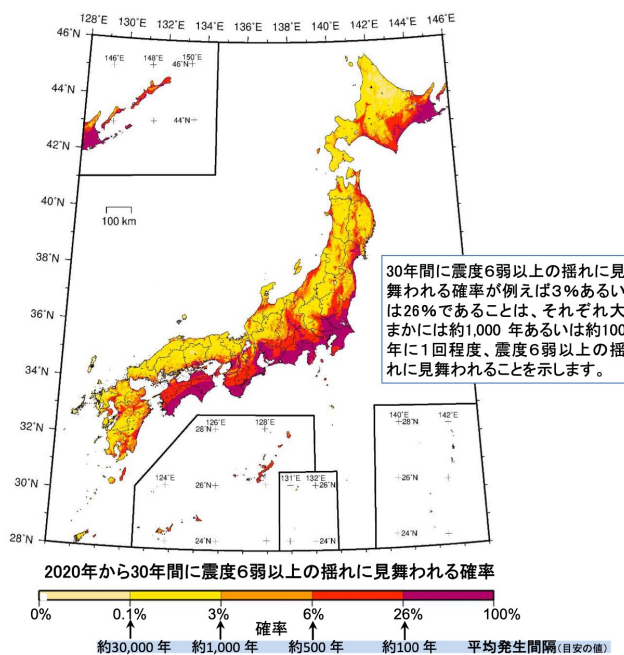 128˚E 130˚E 132˚E 134˚E 136˚E 138˚E 140˚E 142˚E 144˚E 146˚E
46˚N
146˚E 148˚E 150˚E
46˚N
44˚N
44˚N
42˚N
40˚N
100 km
38˚N
36˚N
34˚N
32˚N
30˚N
28˚N
30年間に震度6弱以上の揺れに見
舞われる確率が例えば3%あるい
は26%であることは、それぞれ大
まかには約1,000 年あるいは約100
年に1回程度、震度6弱以上の揺
れに見舞われることを示します。
126˚E 128˚E
28˚N
124˚E
26˚N
24˚N
131˚E 132˚E
26˚N
24˚N
140˚E 142˚E
28˚N
26˚N
24˚N
2020年から30年間に震度6弱以上の揺れに見舞われる確率
0% 0.1% 3% 6% 26% 100%
確率
約30,000 年 約1,000 年 約500 年 約100 年 平均発生間隔(目安の値)